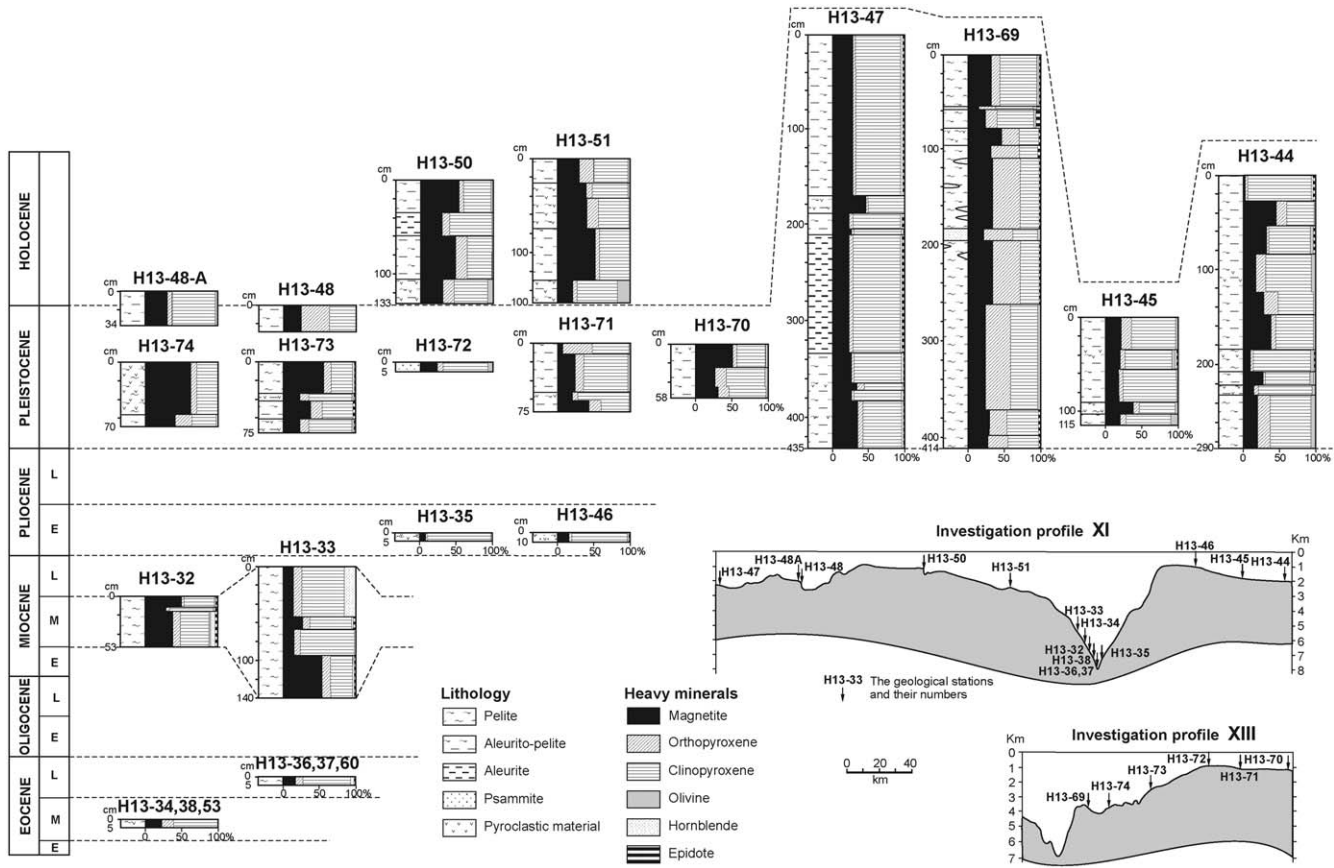 H13-47
cm
0
100
200
300
400
435
0 50 100%
H13-69
cm
0
100
200
300
400
414
0 50 100%
H13-44
cm
0
100
200
290
0 50 100%
H13-50
cm
0
100
133
H13-51
cm
0
100
H13-48-A
cm
0
34
H13-48
cm
0
H13-45
cm
0
100
115
0 50 100%
H13-74
cm
0
70
H13-73
cm
0
75
H13-72
cm
0
5
H13-71
cm
0
75
H13-70
cm
0
58
0 50 100%
HOLOCENE
PLEISTOCENE
PLIOCENE
L
E
MIOCENE
L
M
E
OLIGOCENE
L
E
EOCENE
L
M
E
H13-35
cm
0
5
0 50 100%
H13-46
cm
0
10
0 50 100%
H13-32
cm
0
53
H13-33
cm
0
100
140
H13-36,37,60
cm
0
5
0 50 100%
H13-34,38,53
cm
0
5
0 50 100%
Lithology
Pelite
Aleurito-pelite
Aleurite
Psammite
Pyroclastic material
Heavy minerals
Magnetite
Orthopyroxene
Clinopyroxene
Olivine
Hornblende
Epidote
Investigation profile XI
Km
0
1
2
3
4
5
6
7
8
H13-47
H13-48A
H13-48
H13-50
H13-51
H13-33
H13-34
H13-32
H13-38
H13-36,37
H13-35
H13-46
H13-45
H13-44
H13-33 The geological stations
and their numbers
0 20 40
km
Investigation profile XIII
Km
0
1
2
3
4
5
6
7
H13-69
H13-74
H13-73
H13-72
H13-71
H13-70